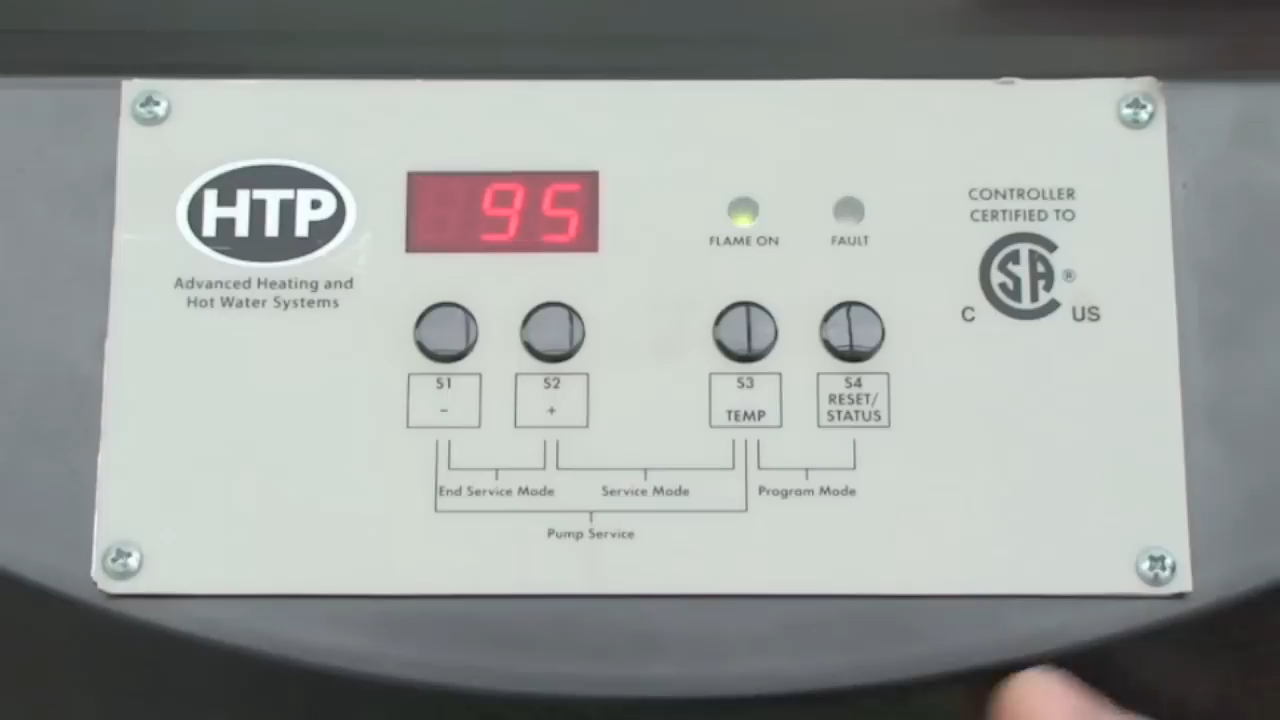 HTP
Advanced Heating and
Hot Water Systems
95
FLAME ON
FAULT
CONTROLLER
CERTIFIED TO
CSA®
C US
S1
-
S2
+
S3
TEMP
S4
RESET/
STATUS
End Service Mode
Service Mode
Program Mode
Pump Service